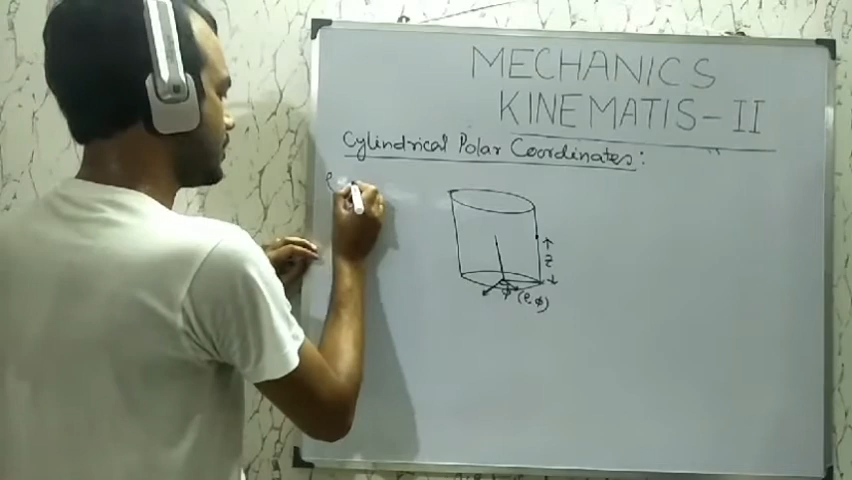 MECHANICS
KINEMATIS-II
Cylindrical Polar Coordinates:
ρ
z
φ (ρ, φ)